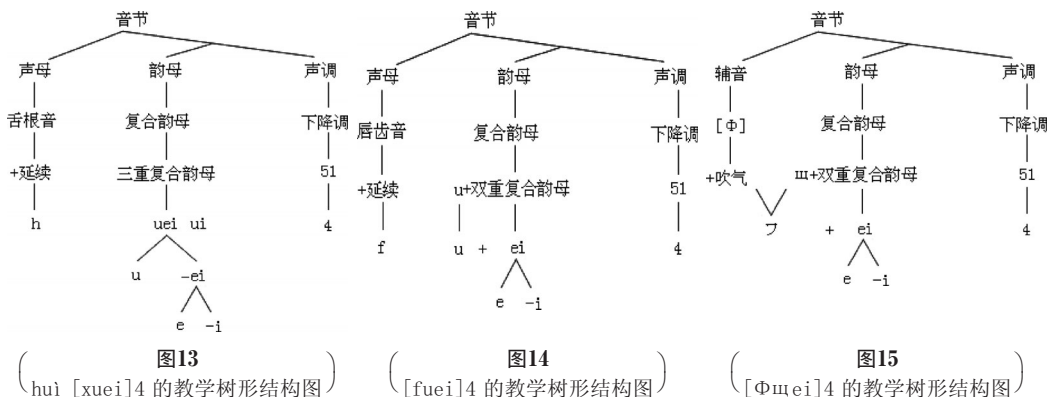 音节
声母 韵母 声调
舌根音 复合韵母 下降调
+延续 三重复合韵母 51
h uei ui 4
u -ei
e -i
图13
huì [xuei]4 的教学树形结构图
音节
声母 韵母 声调
唇齿音 复合韵母 下降调
+延续 u+双重复合韵母 51
f u + ei 4
e -i
图14
[fuei]4 的教学树形结构图
音节
辅音 韵母 声调
[Φ] 复合韵母 下降调
+吹气 ш+双重复合韵母 51
フ + ei 4
e -i
图15
[Φщei]4 的教学树形结构图